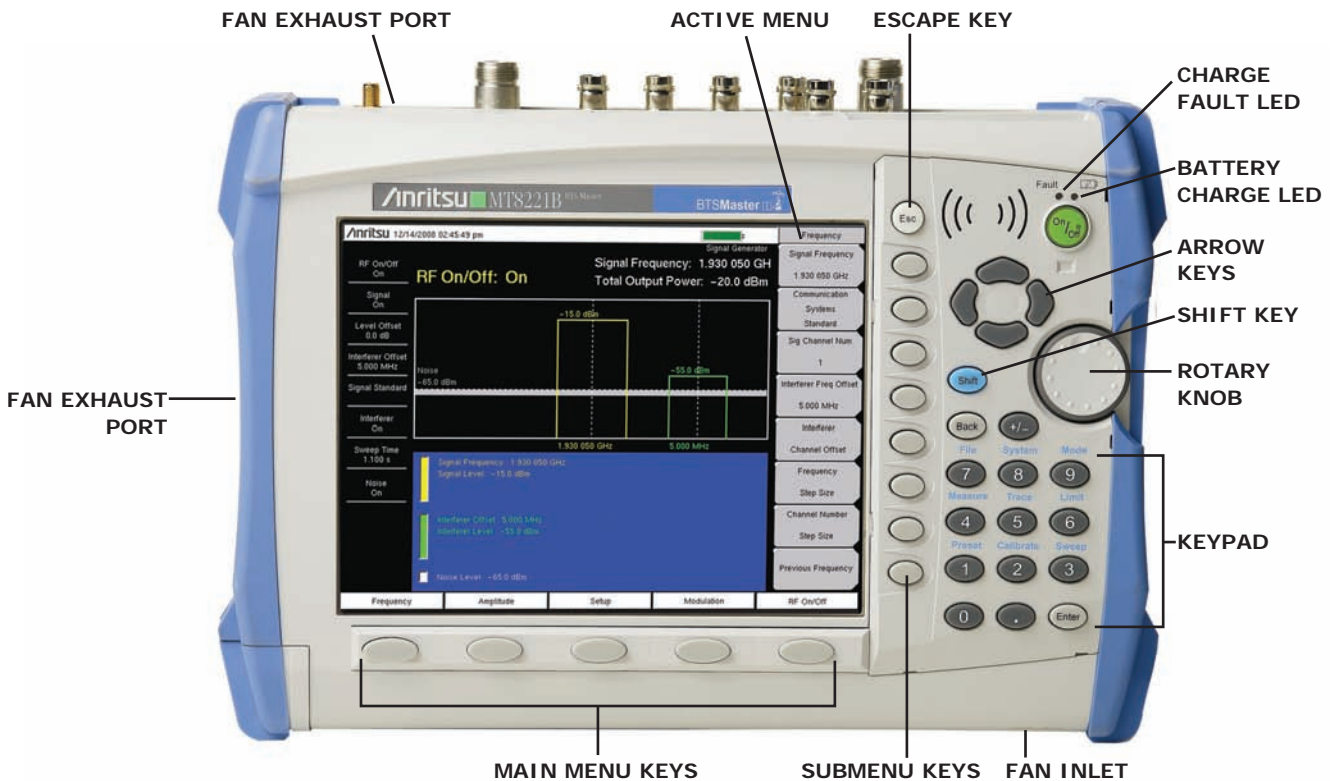 FAN EXHAUST PORT
ACTIVE MENU
ESCAPE KEY
CHARGE
FAULT LED
BATTERY
CHARGE LED
ARROW
KEYS
SHIFT KEY
ROTARY
KNOB
KEYPAD
FAN EXHAUST
PORT
MAIN MENU KEYS
SUBMENU KEYS
FAN INLET
Anritsu MT8221B BTS Master
BTSMaster
Anritsu 12/14/2008 02:45:49 pm
Signal Generator
RF On/Off: On
Signal Frequency: 1.930 050 GH
Total Output Power: -20.0 dBm
RF On/Off
On
Signal
On
Level Offset
0.0 dB
Interferer Offset
5.000 MHz
Signal Standard
Interferer
On
Sweep Time
1.100 s
Noise
On
-15.0 dBm
Noise
-65.0 dBm
-55.0 dBm
1.930 050 GHz
5.000 MHz
Signal Frequency : 1.930 050 GHz
Signal Level : -15.0 dBm
Interferer Offset : 5.000 MHz
Interferer Level : -55.0 dBm
Noise Level : -65.0 dBm
Frequency
Signal Frequency
1.930 050 GHz
Communication
Systems
Standard
Sig Channel Num
1
Interferer Freq Offset
5.000 MHz
Interferer
Channel Offset
Frequency
Step Size
Channel Number
Step Size
Previous Frequency
Frequency
Amplitude
Setup
Modulation
RF On/Off
Esc
Fault
On/Off
Shift
Back
+/-
File
System
Mode
7
8
9
Measure
Trace
Limit
4
5
6
Preset
Calibrate
Sweep
1
2
3
0
.
Enter